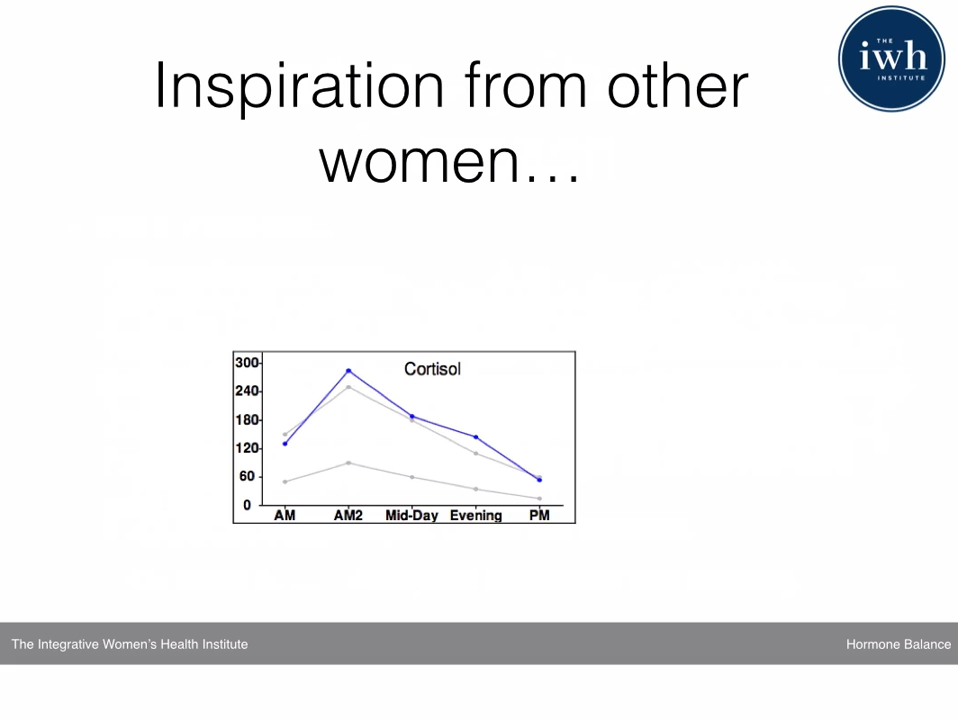 THE
iwh
INSTITUTE
Inspiration from other
women…
Cortisol
300
240
180
120
60
0
AM AM2 Mid-Day Evening PM
The Integrative Women's Health Institute Hormone Balance